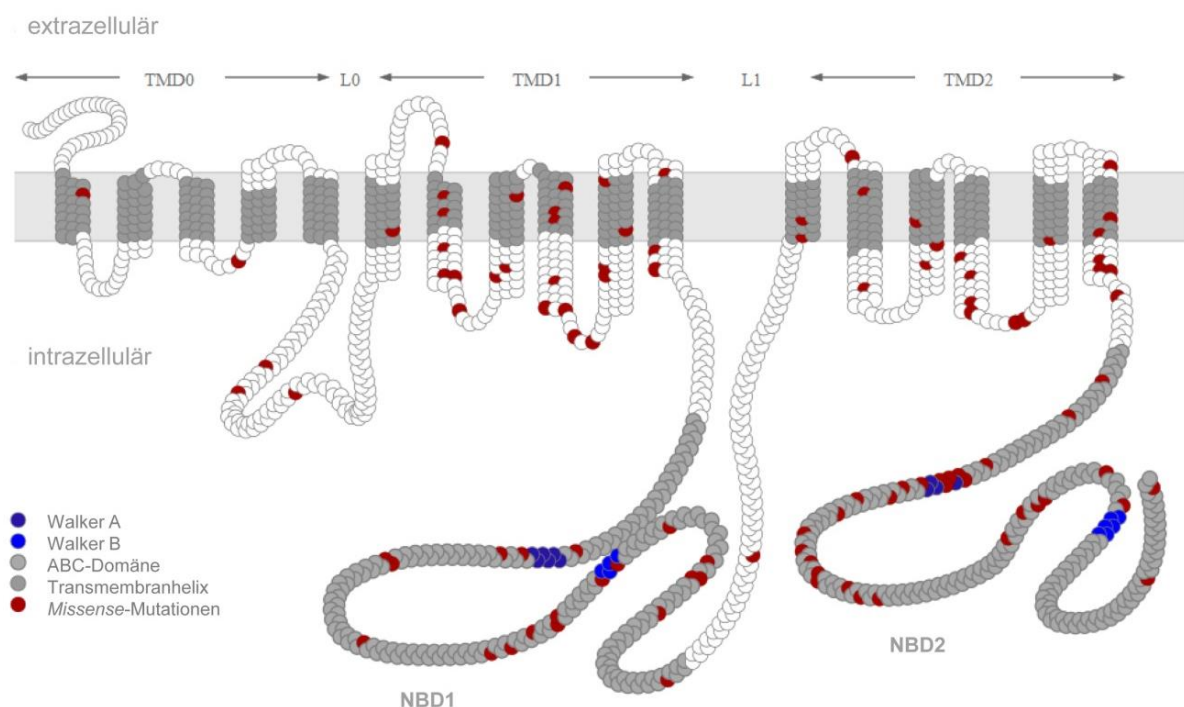 extrazellulär
TMD0 L0 TMD1 L1 TMD2
intrazellulär
Walker A
Walker B
ABC-Domäne
Transmembranhelix
Missense-Mutationen
NBD1
NBD2